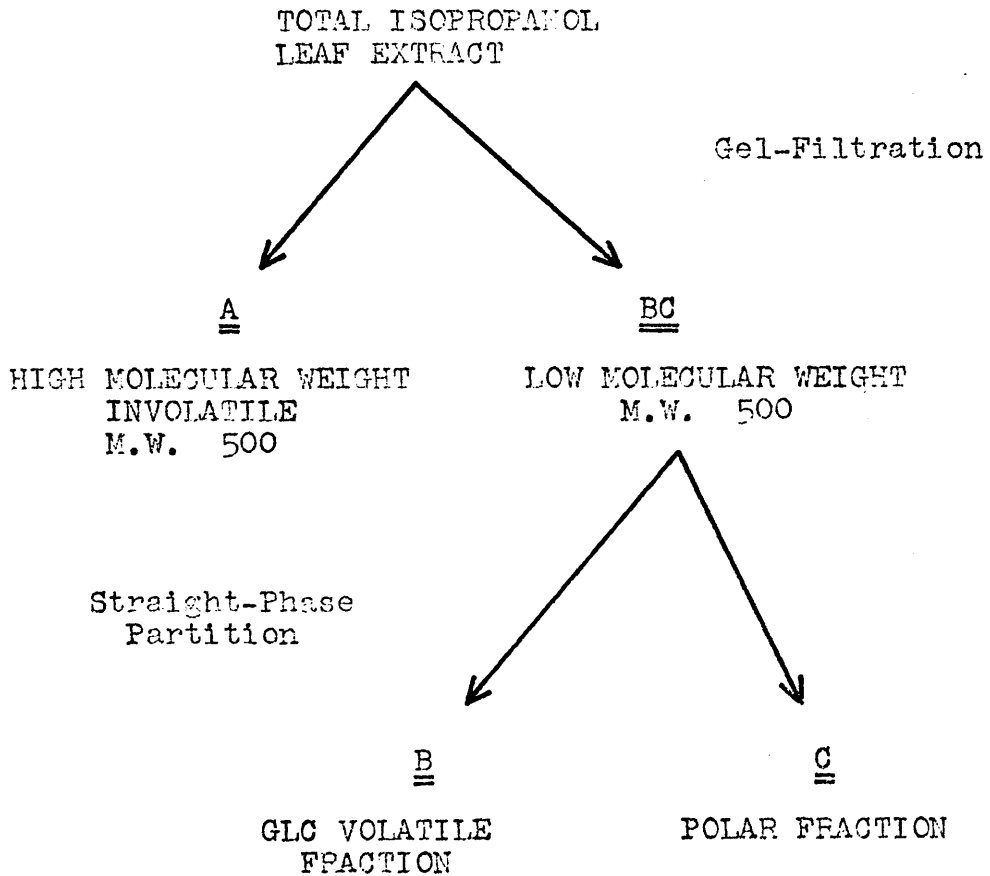 TOTAL ISOPROPANOL
LEAF EXTRACT
Gel-Filtration
A
BC
HIGH MOLECULAR WEIGHT
INVOLATILE
M.W. 500
LOW MOLECULAR WEIGHT
M.W. 500
Straight-Phase
Partition
B
C
GLC VOLATILE
FRACTION
POLAR FRACTION